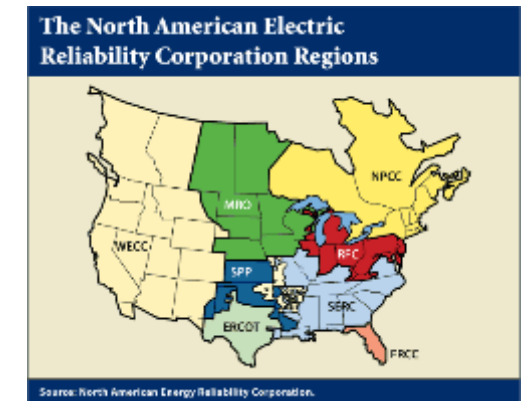 The North American Electric
Reliability Corporation Regions
NPCC
MRO
RFC
WECC
SPP
SERC
ERCOT
FRCC
Source: North American Energy Reliability Corporation.